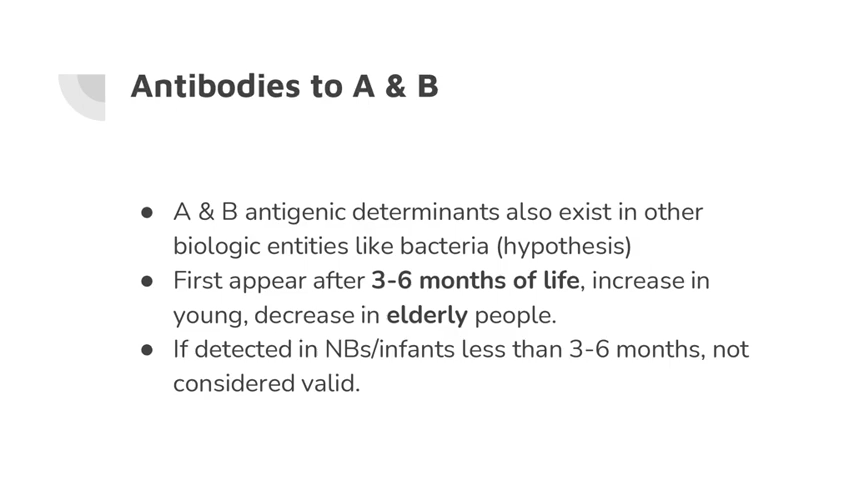 Antibodies to A & B
● A & B antigenic determinants also exist in other
biologic entities like bacteria (hypothesis)
● First appear after 3-6 months of life, increase in
young, decrease in elderly people.
● If detected in NBs/infants less than 3-6 months, not
considered valid.